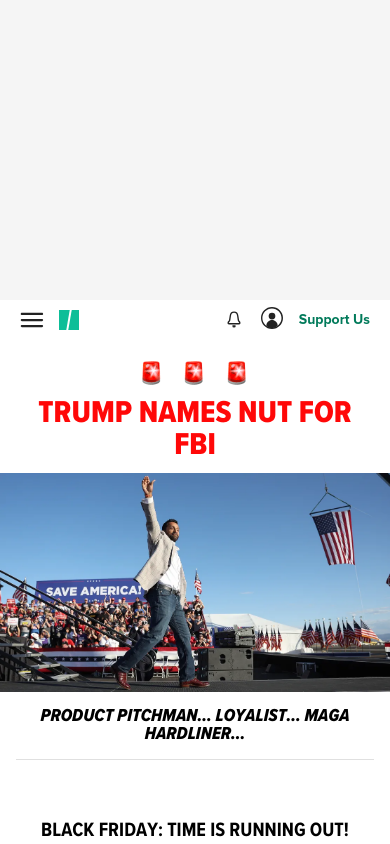 Support Us
TRUMP NAMES NUT FOR
FBI
SAVE AMERICA!
PRODUCT PITCHMAN... LOYALIST... MAGA
HARDLINER...
BLACK FRIDAY: TIME IS RUNNING OUT!